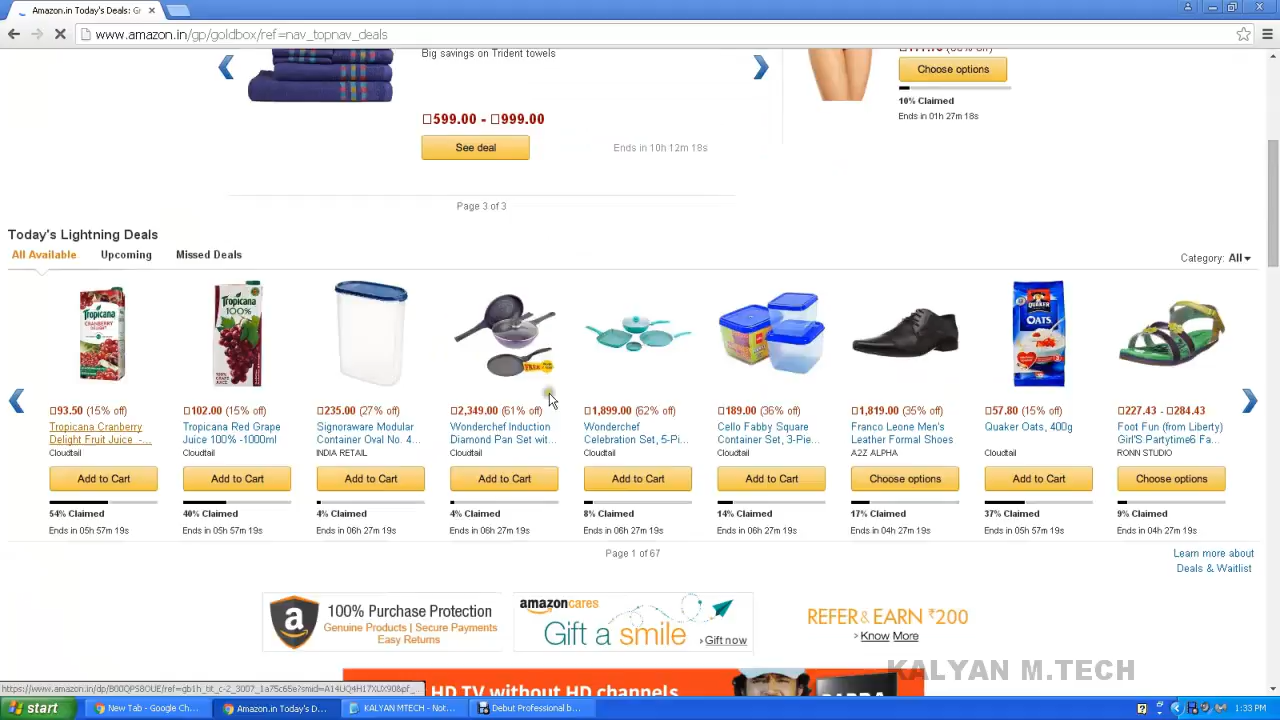 Amazon.in Today's Deals: Gr
www.amazon.in/gp/goldbox/ref=nav_topnav_deals
Big savings on Trident towels
Choose options
10% Claimed
Ends in 01h 27m 18s
599.00 - 999.00
See deal
Ends in 10h 12m 18s
Page 3 of 3
Today's Lightning Deals
All Available Upcoming Missed Deals
Category: All
Tropicana
CRANBERRY
Tropicana
100%
QUAKER
OATS
FREE
93.50 (15% off) 102.00 (15% off) 235.00 (27% off) 2,349.00 (61% off) 1,899.00 (62% off) 189.00 (36% off) 1,819.00 (35% off) 57.80 (15% off) 227.43 - 284.43
Tropicana Cranberry Tropicana Red Grape Signoraware Modular Wonderchef Induction Wonderchef Cello Fabby Square Franco Leone Men's Quaker Oats, 400g Foot Fun (from Liberty)
Delight Fruit Juice -... Juice 100% -1000ml Container Oval No. 4... Diamond Pan Set wit... Celebration Set, 5-Pi... Container Set, 3-Pie... Leather Formal Shoes Girl'S Partytime6 Fa...
Cloudtail Cloudtail INDIA RETAIL Cloudtail Cloudtail Cloudtail A2Z ALPHA Cloudtail RONN STUDIO
Add to Cart Add to Cart Add to Cart Add to Cart Add to Cart Add to Cart Choose options Add to Cart Choose options
54% Claimed 40% Claimed 4% Claimed 4% Claimed 8% Claimed 14% Claimed 17% Claimed 37% Claimed 9% Claimed
Ends in 05h 57m 19s Ends in 05h 57m 19s Ends in 06h 27m 19s Ends in 06h 27m 19s Ends in 06h 27m 19s Ends in 06h 27m 19s Ends in 04h 27m 19s Ends in 05h 57m 19s Ends in 04h 27m 19s
Page 1 of 67
Learn more about
Deals & Waitlist
100% Purchase Protection
Genuine Products | Secure Payments
Easy Returns
amazoncares
Gift a smile
› Gift now
REFER & EARN ₹200
› Know More
KALYAN M.TECH
HD TV without HD channels
start
New Tab - Google Ch...
Amazon.in Today's D...
KALYAN MTECH - Not...
Debut Professional b...
1:33 PM